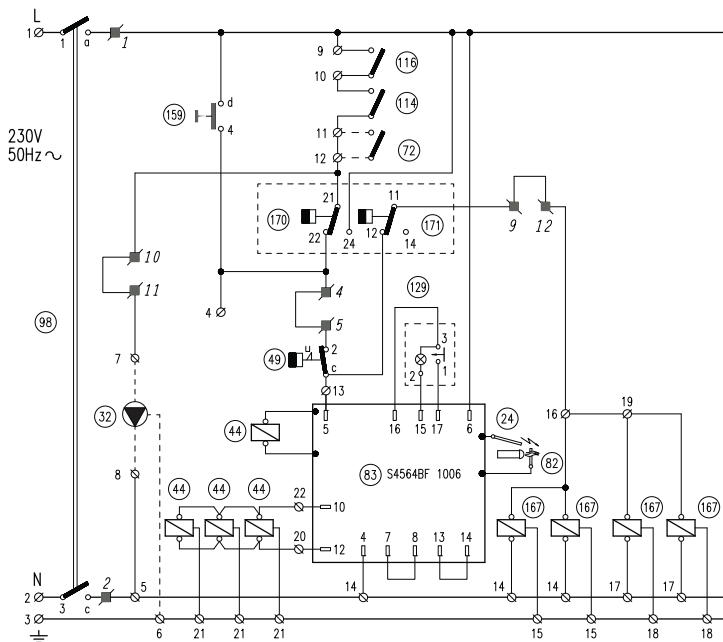 L
1 1 a 1
9
116
10
d
114
159
4
230V
50Hz
11
72
12
11
21
170
171
22 24 12 14
9 12
10
4
129
11
4
98
5
3
u 2
49
7
c
2 1
13
24
19
16
32
44
5 16 15 17 6
82
83 S4564BF 1006
8
44 44 44
22 10
167 167 167 167
20 12 4 7 8 13 14
N
2 3 c 2 5 14 14 14 17 17
3
6 21 21 21 15 15 18 18